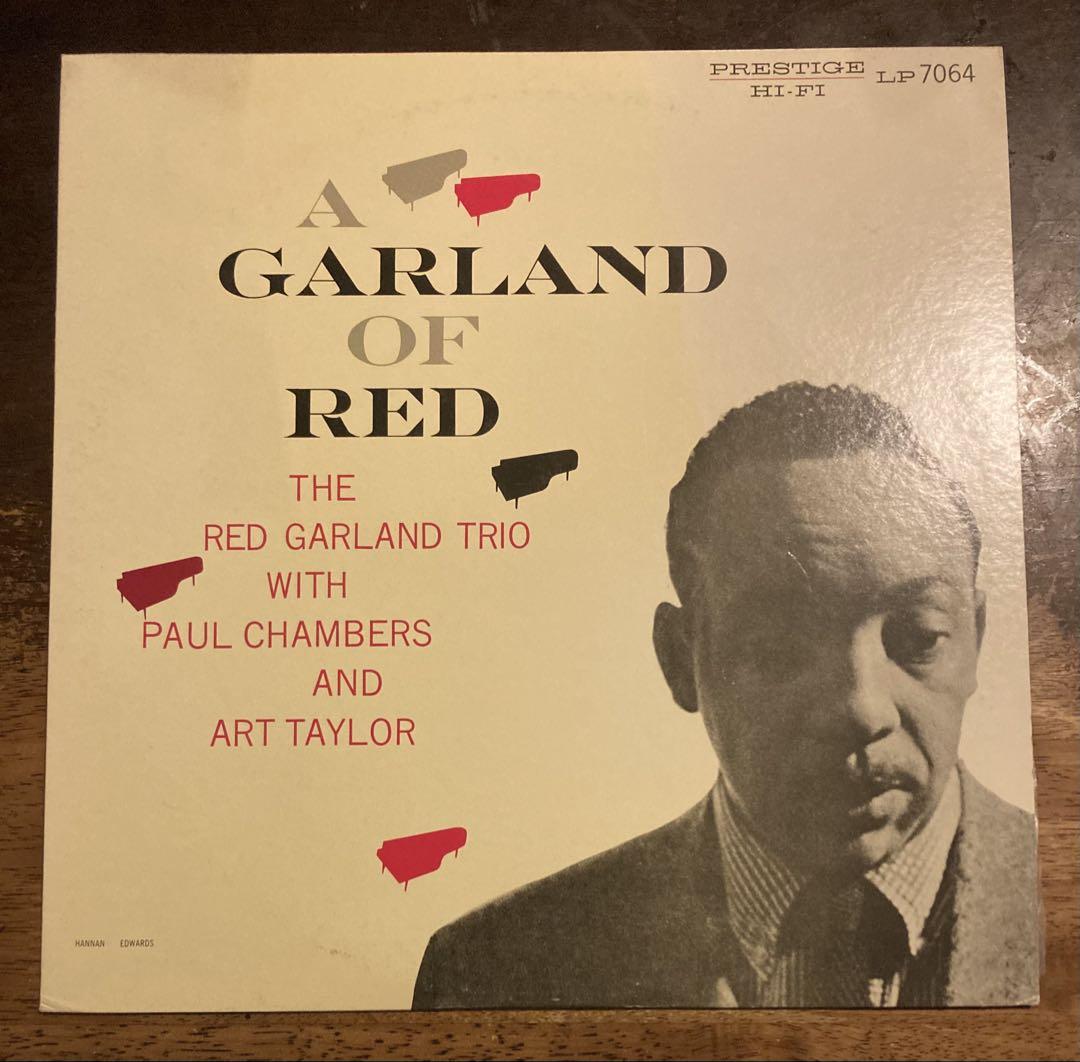 PRESTIGE
HI-FI
LP 7064
A
GARLAND
OF
RED
THE
RED GARLAND TRIO
WITH
PAUL CHAMBERS
AND
ART TAYLOR
HANNAN EDWARDS